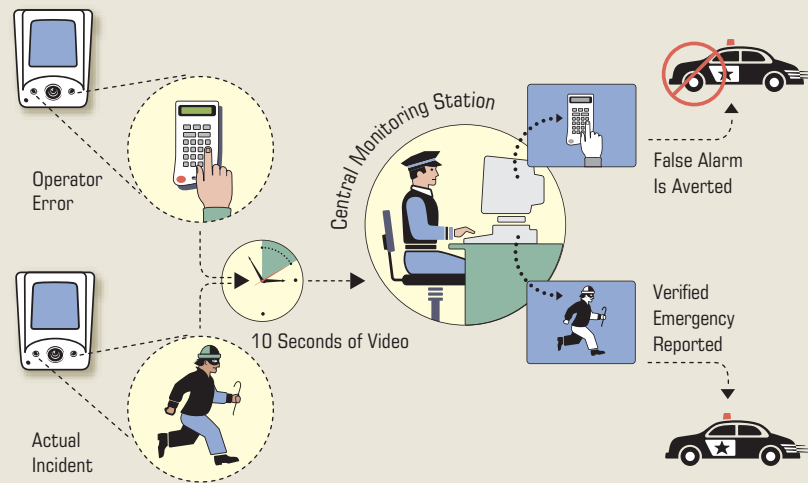 Operator
Error
Central Monitoring Station
False Alarm
Is Averted
10 Seconds of Video
Verified
Emergency
Reported
Actual
Incident